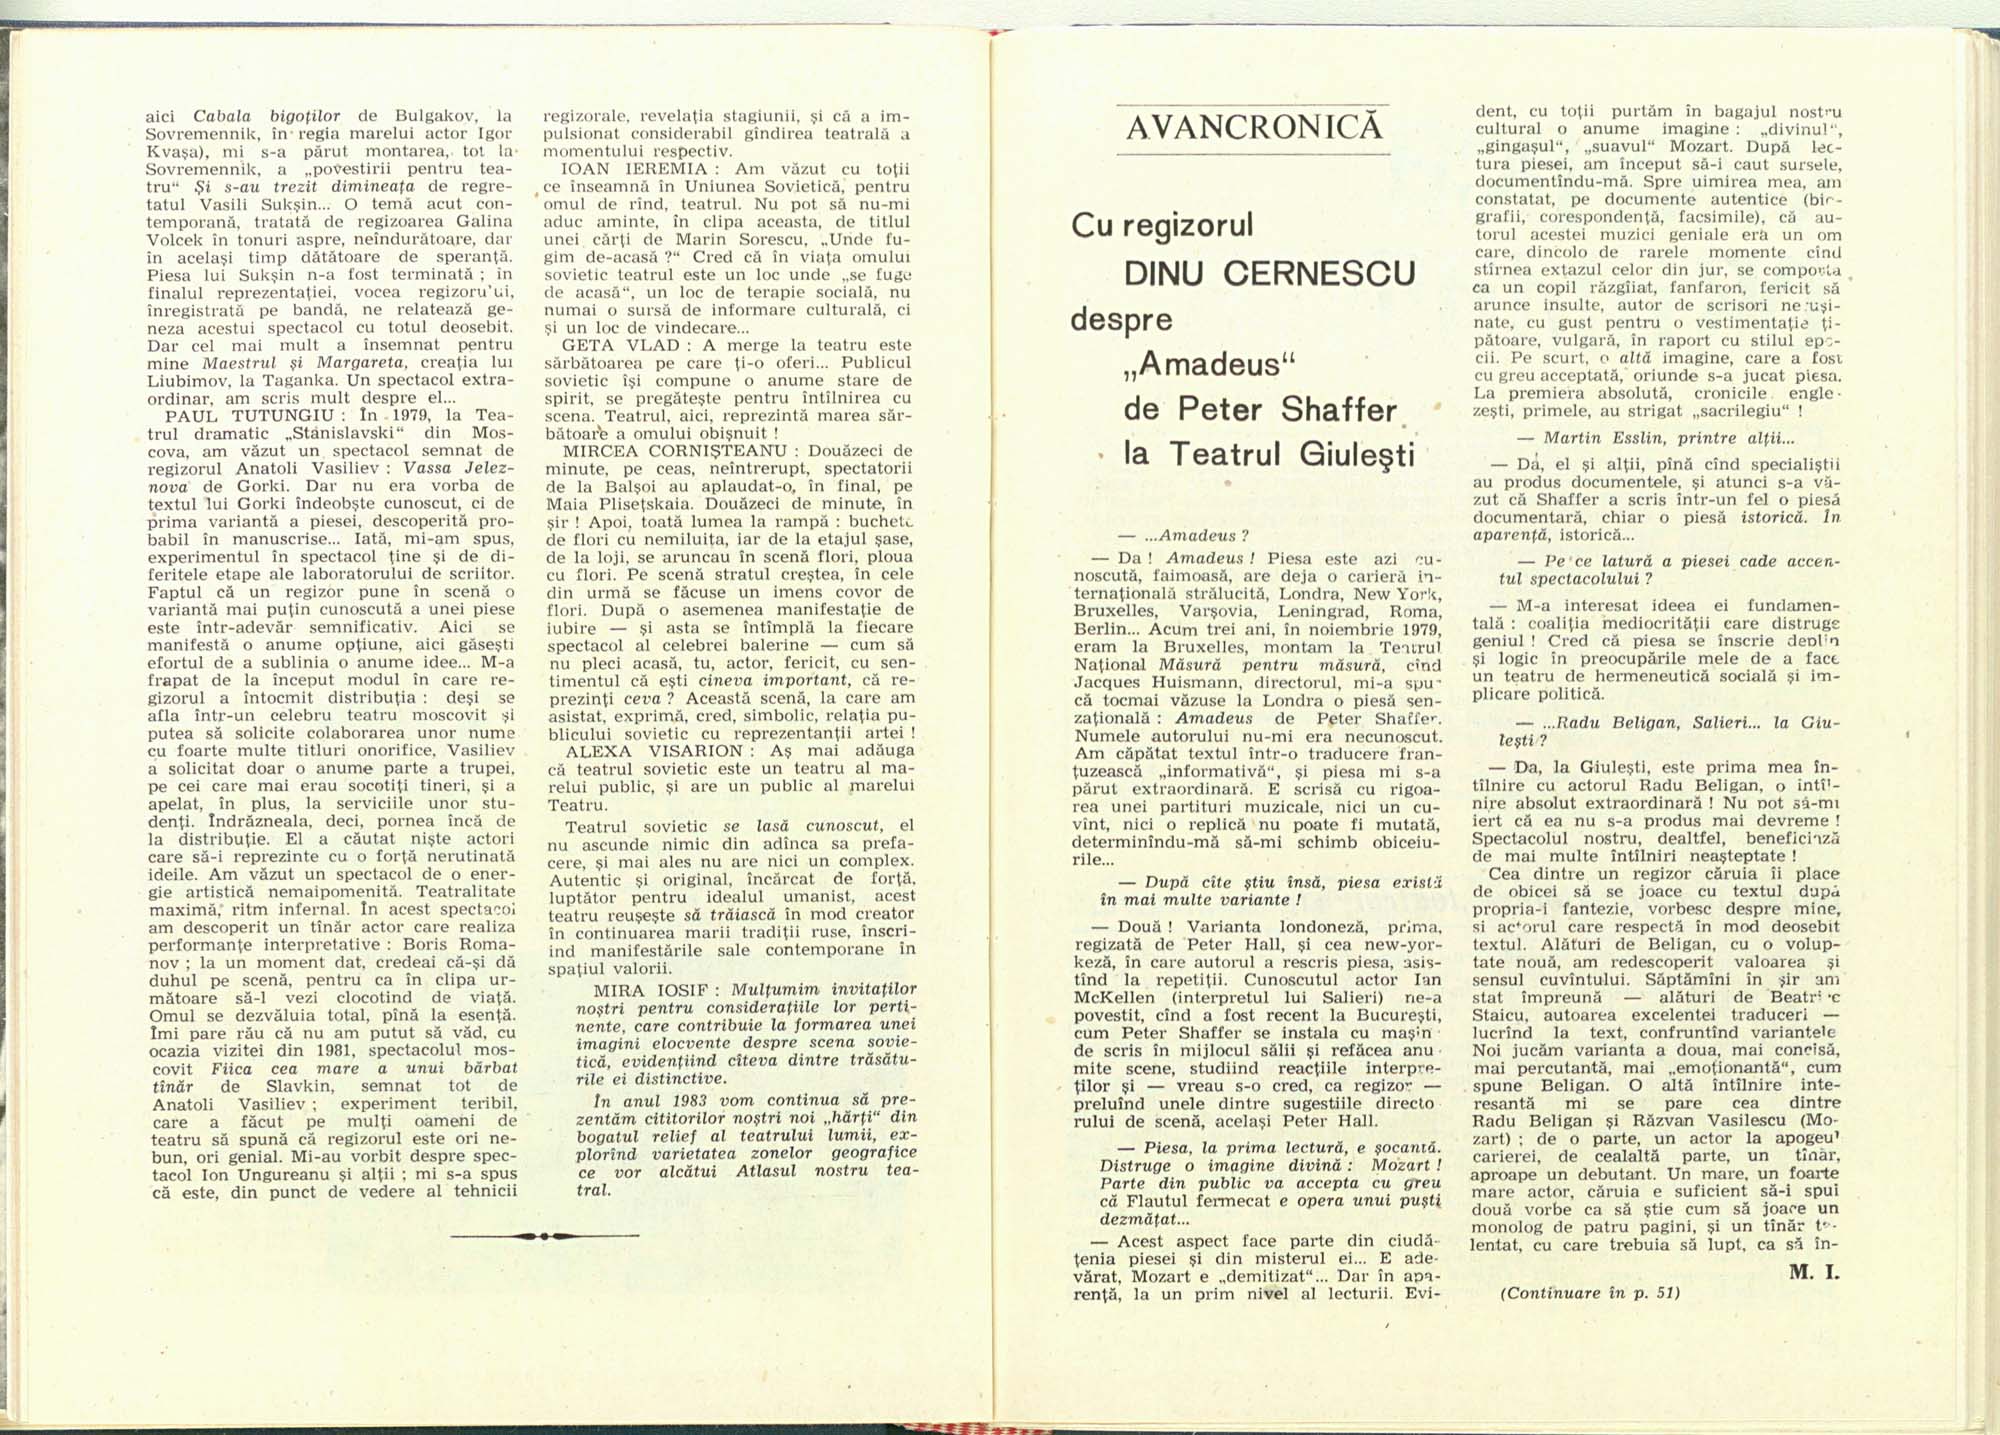 aici Cabala bigoților de Bulgakov, la
Sovremennik, în regia marelui actor Igor
Kvașa), mi s-a părut montarea, tot la
Sovremennik, a „povestirii pentru tea-
tru“ Și s-au trezit dimineața de regre-
tatul Vasili Sukșin... O temă acut con-
temporană, tratată de regizoarea Galina
Volcek în tonuri aspre, neîndurătoare, dar
în același timp dătătoare de speranță.
Piesa lui Sukșin n-a fost terminată ; în
finalul reprezentației, vocea regizorului,
înregistrată pe bandă, ne relatează ge-
neza acestui spectacol cu totul deosebit.
Dar cel mai mult a însemnat pentru
mine Maestrul și Margareta, creația lui
Liubimov, la Taganka. Un spectacol extra-
ordinar, am scris mult despre el...
PAUL TUTUNGIU : În 1979, la Tea-
trul dramatic „Stanislavski“ din Mos-
cova, am văzut un spectacol semnat de
regizorul Anatoli Vasiliev : Vassa Jelez-
nova de Gorki. Dar nu era vorba de
textul lui Gorki îndeobște cunoscut, ci de
prima variantă a piesei, descoperită pro-
babil în manuscrise... Iată, mi-am spus,
experimentul în spectacol ține și de di-
feritele etape ale laboratorului de scriitor.
Faptul că un regizor pune în scenă o
variantă mai puțin cunoscută a unei piese
este într-adevăr semnificativ. Aici se
manifestă o anume opțiune, aici găsești
efortul de a sublinia o anume idee... M-a
frapat de la început modul în care re-
gizorul a întocmit distribuția : deși se
afla într-un celebru teatru moscovit și
putea să solicite colaborarea unor nume
cu foarte multe titluri onorifice, Vasiliev
a solicitat doar o anume parte a trupei,
pe cei care mai erau socotiți tineri, și a
apelat, în plus, la serviciile unor stu-
denți. Îndrăzneala, deci, pornea încă de
la distribuție. El a căutat niște actori
care să-i reprezinte cu o forță nerutinată
ideile. Am văzut un spectacol de o ener-
gie artistică nemaipomenită. Teatralitate
maximă, ritm infernal. În acest spectacol
am descoperit un tînăr actor care realiza
performanțe interpretative : Boris Roma-
nov ; la un moment dat, credeai că-și dă
duhul pe scenă, pentru ca în clipa ur-
mătoare să-l vezi clocotind de viață.
Omul se dezvăluia total, pînă la esență.
Îmi pare rău că nu am putut să văd, cu
ocazia vizitei din 1981, spectacolul mos-
covit Fiica cea mare a unui bărbat
tînăr de Slavkin, semnat tot de
Anatoli Vasiliev ; experiment teribil,
care a făcut pe mulți oameni de
teatru să spună că regizorul este ori ne-
bun, ori genial. Mi-au vorbit despre spec-
tacol Ion Ungureanu și alții ; mi s-a spus
că este, din punct de vedere al tehnicii
regizorale, revelația stagiunii, și că a im-
pulsionat considerabil gîndirea teatrală a
momentului respectiv.
IOAN IEREMIA : Am văzut cu toții
ce înseamnă în Uniunea Sovietică, pentru
omul de rînd, teatrul. Nu pot să nu-mi
aduc aminte, în clipa aceasta, de titlul
unei cărți de Marin Sorescu, „Unde fu-
gim de-acasă ?“ Cred că în viața omului
sovietic teatrul este un loc unde „se fuge
de acasă“, un loc de terapie socială, nu
numai o sursă de informare culturală, ci
și un loc de vindecare...
GETA VLAD : A merge la teatru este
sărbătoarea pe care ți-o oferi... Publicul
sovietic își compune o anume stare de
spirit, se pregătește pentru întîlnirea cu
scena. Teatrul, aici, reprezintă marea săr-
bătoare a omului obișnuit !
MIRCEA CORNIȘTEANU : Douăzeci de
minute, pe ceas, neîntrerupt, spectatorii
de la Balșoi au aplaudat-o, în final, pe
Maia Plisețskaia. Douăzeci de minute, în
șir ! Apoi, toată lumea la rampă : buchete
de flori cu nemiluita, iar de la etajul șase,
de la loji, se aruncau în scenă flori, ploua
cu flori. Pe scenă stratul creștea, în cele
din urmă se făcuse un imens covor de
flori. După o asemenea manifestație de
iubire — și asta se întîmplă la fiecare
spectacol al celebrei balerine — cum să
nu pleci acasă, tu, actor, fericit, cu sen-
timentul că ești cineva important, că re-
prezinți ceva ? Această scenă, la care am
asistat, exprimă, cred, simbolic, relația pu-
blicului sovietic cu reprezentanții artei !
ALEXA VISARION : Aș mai adăuga
că teatrul sovietic este un teatru al ma-
relui public, și are un public al marelui
Teatru.
Teatrul sovietic se lasă cunoscut, el
nu ascunde nimic din adînca sa prefa-
cere, și mai ales nu are nici un complex.
Autentic și original, încărcat de forță,
luptător pentru idealul umanist, acest
teatru reușește să trăiască în mod creator
în continuarea marii tradiții ruse, înscri-
ind manifestările sale contemporane în
spațiul valorii.
MIRA IOSIF : Mulțumim invitaților
noștri pentru considerațiile lor perti-
nente, care contribuie la formarea unei
imagini elocvente despre scena sovie-
tică, evidențiind cîteva dintre trăsătu-
rile ei distinctive.
În anul 1983 vom continua să pre-
zentăm cititorilor noștri noi „hărți“ din
bogatul relief al teatrului lumii, ex-
plorînd varietatea zonelor geografice
ce vor alcătui Atlasul nostru tea-
tral.
AVANCRONICĂ
Cu regizorul
DINU CERNESCU
despre
„Amadeus“
de Peter Shaffer
la Teatrul Giulești
— ...Amadeus ?
— Da ! Amadeus ! Piesa este azi cu-
noscută, faimoasă, are deja o carieră in-
ternațională strălucită, Londra, New York,
Bruxelles, Varșovia, Leningrad, Roma,
Berlin... Acum trei ani, în noiembrie 1979,
eram la Bruxelles, montam la Teatrul
Național Măsură pentru măsură, cînd
Jacques Huismann, directorul, mi-a spus
că tocmai văzuse la Londra o piesă sen-
zațională : Amadeus de Peter Shaffer.
Numele autorului nu-mi era necunoscut.
Am căpătat textul într-o traducere fran-
țuzească „informativă“, și piesa mi s-a
părut extraordinară. E scrisă cu rigoa-
rea unei partituri muzicale, nici un cu-
vînt, nici o replică nu poate fi mutată,
determinîndu-mă să-mi schimb obiceiu-
rile...
— După cîte știu însă, piesa există
în mai multe variante !
— Două ! Varianta londoneză, prima,
regizată de Peter Hall, și cea new-yor-
keză, în care autorul a rescris piesa, asis-
tînd la repetiții. Cunoscutul actor Ian
McKellen (interpretul lui Salieri) ne-a
povestit, cînd a fost recent la București,
cum Peter Shaffer se instala cu mașina
de scris în mijlocul sălii și refăcea anu-
mite scene, studiind reacțiile interpre-
ților și — vreau s-o cred, ca regizor —
preluînd unele dintre sugestiile directo-
rului de scenă, același Peter Hall.
— Piesa, la prima lectură, e șocantă.
Distruge o imagine divină : Mozart !
Parte din public va accepta cu greu
că Flautul fermecat e opera unui puști
dezmățat...
— Acest aspect face parte din ciudă-
țenia piesei și din misterul ei... E ade-
vărat, Mozart e „demitizat“... Dar în apa-
rență, la un prim nivel al lecturii. Evi-
dent, cu toții purtăm în bagajul nostru
cultural o anume imagine : „divinul“,
„gingașul“, „suavul“ Mozart. După lec-
tura piesei, am început să-i caut sursele,
documentîndu-mă. Spre uimirea mea, am
constatat, pe documente autentice (bio-
grafii, corespondență, facsimile), că au-
torul acestei muzici geniale era un om
care, dincolo de rarele momente cînd
stîrnea extazul celor din jur, se comporta
ca un copil răzgîiat, fanfaron, fericit să
arunce insulte, autor de scrisori neruși-
nate, cu gust pentru o vestimentație ți-
pătoare, vulgară, în raport cu stilul epo-
cii. Pe scurt, o altă imagine, care a fost
cu greu acceptată, oriunde s-a jucat piesa.
La premiera absolută, cronicile engle-
zești, primele, au strigat „sacrilegiu“ !
— Martin Esslin, printre alții...
— Da, el și alții, pînă cînd specialiștii
au produs documentele, și atunci s-a vă-
zut că Shaffer a scris într-un fel o piesă
documentară, chiar o piesă istorică. În
aparență, istorică...
— Pe ce latură a piesei cade accen-
tul spectacolului ?
— M-a interesat ideea ei fundamen-
tală : coaliția mediocrității care distruge
geniul ! Cred că piesa se înscrie deplin
și logic în preocupările mele de a face
un teatru de hermeneutică socială și im-
plicare politică.
— ...Radu Beligan, Salieri... la Giu-
lești ?
— Da, la Giulești, este prima mea în-
tîlnire cu actorul Radu Beligan, o întîl-
nire absolut extraordinară ! Nu pot să-mi
iert că ea nu s-a produs mai devreme !
Spectacolul nostru, dealtfel, beneficiază
de mai multe întîlniri neașteptate !
Cea dintre un regizor căruia îi place
de obicei să se joace cu textul după
propria-i fantezie, vorbesc despre mine,
și actorul care respectă în mod deosebit
textul. Alături de Beligan, cu o volup-
tate nouă, am redescoperit valoarea și
sensul cuvîntului. Săptămîni în șir am
stat împreună — alături de Beatrice
Staicu, autoarea excelentei traduceri —
lucrînd la text, confruntînd variantele
Noi jucăm varianta a doua, mai concisă,
mai percutantă, mai „emoționantă“, cum
spune Beligan. O altă întîlnire inte-
resantă mi se pare cea dintre
Radu Beligan și Răzvan Vasilescu (Mo-
zart) ; de o parte, un actor la apogeul
carierei, de cealaltă parte, un tînăr,
aproape un debutant. Un mare, un foarte
mare actor, căruia e suficient să-i spui
două vorbe ca să știe cum să joace un
monolog de patru pagini, și un tînăr ta-
lentat, cu care trebuia să lupt, ca să în-
M. I.
(Continuare în p. 51)